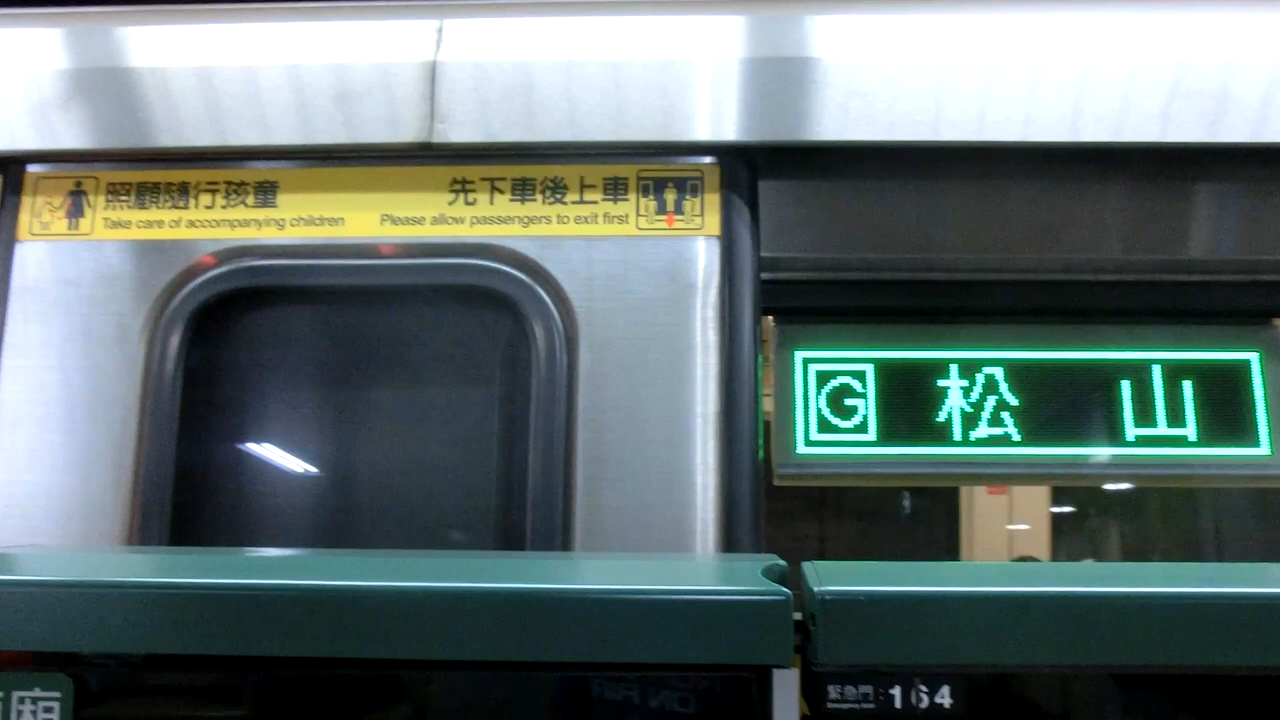 照顧隨行孩童
Take care of accompanying children
先下車後上車
Please allow passengers to exit first
G 松山
廂
緊急門:164